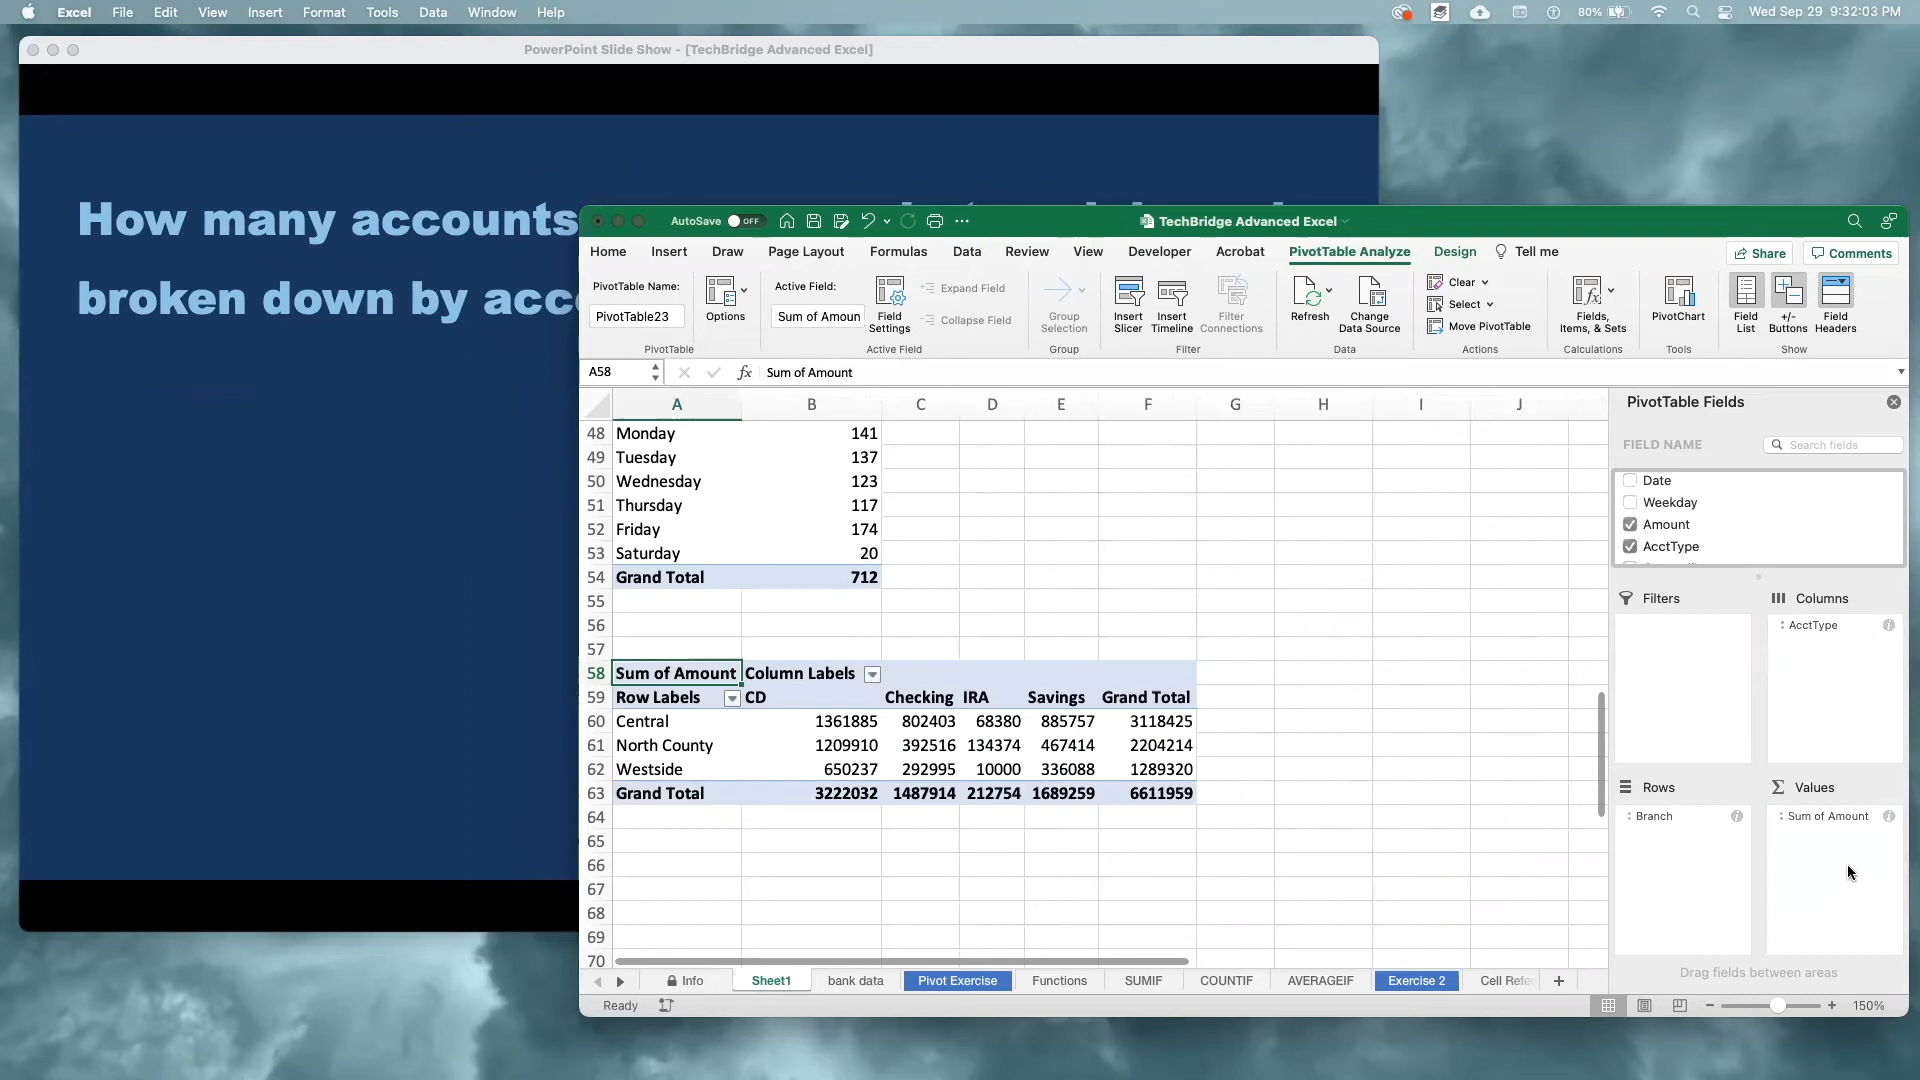 Excel File Edit View Insert Format Tools Data Window Help 80% Wed Sep 29 9:32:03 PM
PowerPoint Slide Show - [TechBridge Advanced Excel]
How many accounts
broken down by acc
AutoSave OFF TechBridge Advanced Excel
Home Insert Draw Page Layout Formulas Data Review View Developer Acrobat PivotTable Analyze Design Tell me Share Comments
PivotTable Name:
PivotTable23
Options
PivotTable
Active Field:
Sum of Amoun
Field
Settings
Expand Field
Collapse Field
Active Field
Group
Selection
Group
Insert
Slicer
Insert
Timeline
Filter
Connections
Filter
Refresh
Change
Data Source
Data
Clear
Select
Move PivotTable
Actions
Fields,
Items, & Sets
Calculations
PivotChart
Tools
Field
List
+/-
Buttons
Field
Headers
Show
A58 fx Sum of Amount
A B C D E F G H I J
48 Monday 141
49 Tuesday 137
50 Wednesday 123
51 Thursday 117
52 Friday 174
53 Saturday 20
54 Grand Total 712
55
56
57
58 Sum of Amount Column Labels
59 Row Labels CD Checking IRA Savings Grand Total
60 Central 1361885 802403 68380 885757 3118425
61 North County 1209910 392516 134374 467414 2204214
62 Westside 650237 292995 10000 336088 1289320
63 Grand Total 3222032 1487914 212754 1689259 6611959
64
65
66
67
68
69
70
PivotTable Fields
FIELD NAME Search fields
Date
Weekday
Amount
AcctType
Filters Columns
AcctType
Rows Values
Branch Sum of Amount
Drag fields between areas
Info Sheet1 bank data Pivot Exercise Functions SUMIF COUNTIF AVERAGEIF Exercise 2 Cell Refe +
Ready 150%